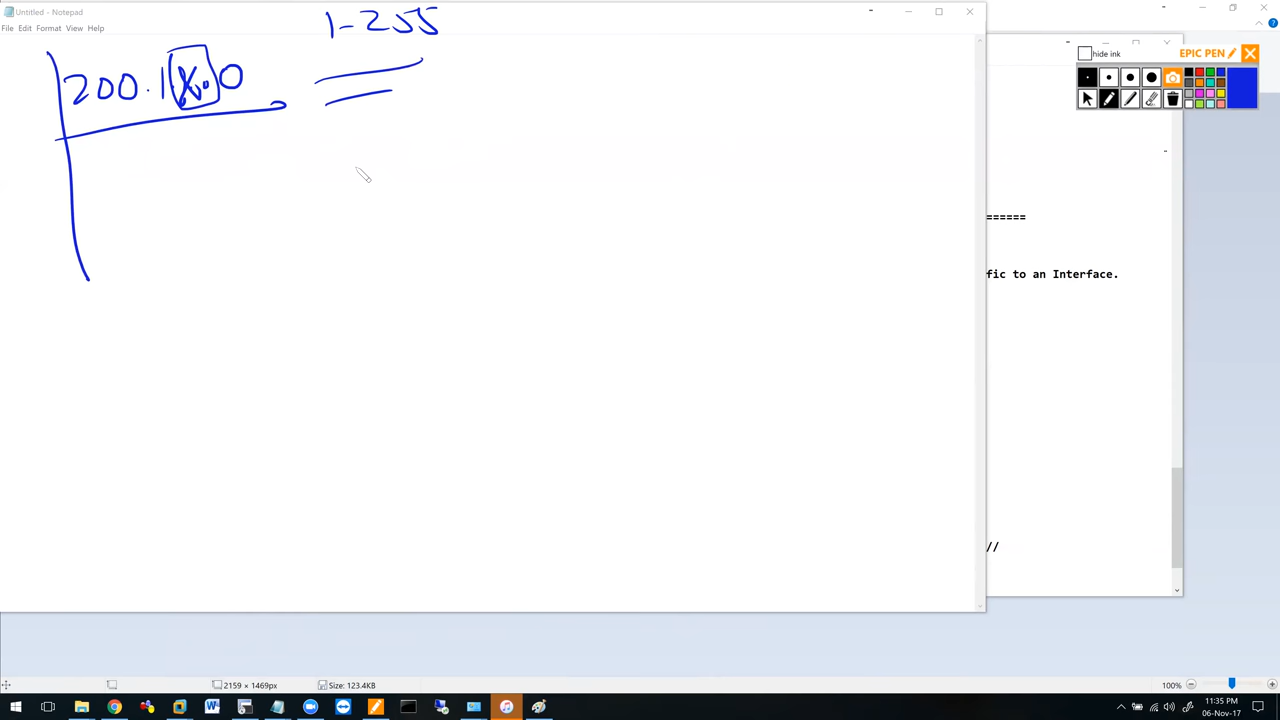 Untitled - Notepad
File Edit Format View Help
1-255
200.1.x.0
hide ink
EPIC PEN
======
fic to an Interface.
//
2159 × 1469px
Size: 123.4KB
100%
11:35 PM
06-Nov-17